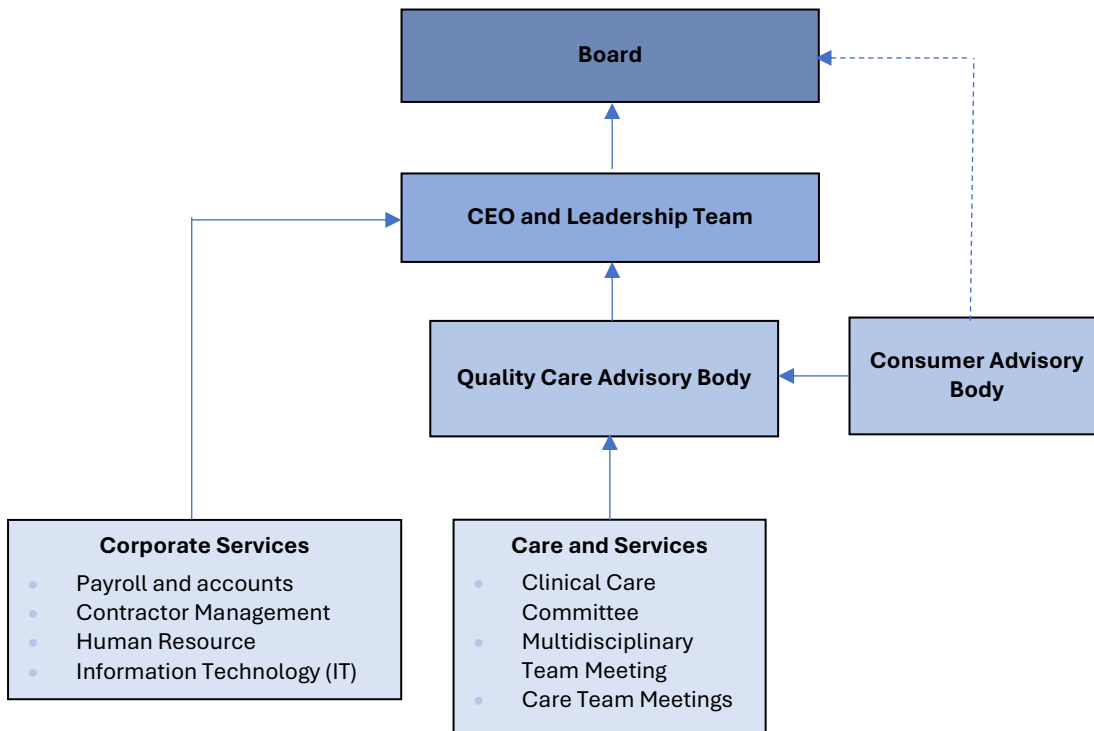 Board
CEO and Leadership Team
Quality Care Advisory Body
Consumer Advisory
Body
Corporate Services
Payroll and accounts
Contractor Management
Human Resource
Information Technology (IT)
Care and Services
Clinical Care
Committee
Multidisciplinary
Team Meeting
Care Team Meetings